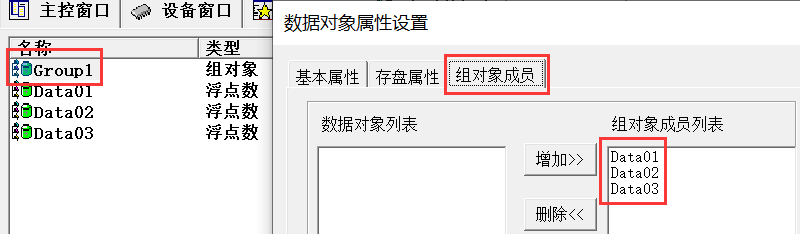 主控窗口 设备窗口
名称 类型
Group1 组对象
Data01 浮点数
Data02 浮点数
Data03 浮点数
数据对象属性设置
基本属性 存盘属性 组对象成员
数据对象列表
增加>>
删除<<
组对象成员列表
Data01
Data02
Data03